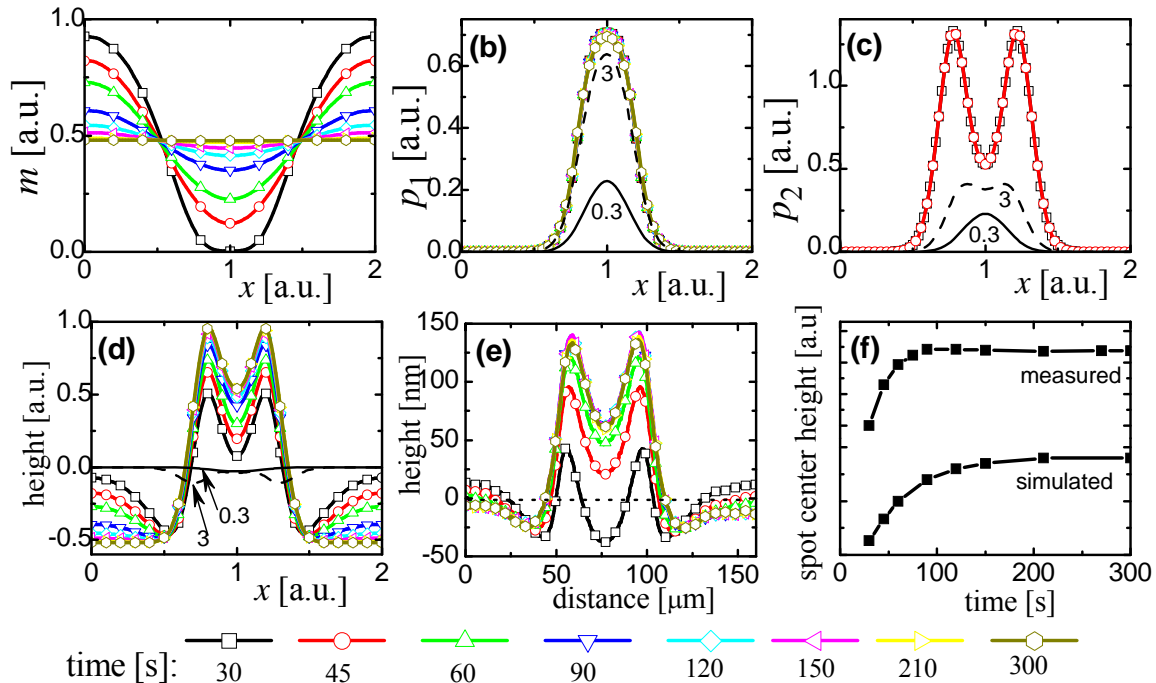 1.0
0.5
0.0
m [a.u.]
0
1
2
x [a.u.]
(b)
0.6
0.4
0.2
0.0
p1 [a.u.]
3
0.3
0
1
2
x [a.u.]
(c)
1.0
0.5
0.0
p2 [a.u.]
3
0.3
0
1
2
x [a.u.]
(d)
1.0
0.5
0.0
-0.5
height [a.u.]
0.3
3
0
1
2
x [a.u.]
(e)
150
100
50
0
-50
height [nm]
0
50
100
150
distance [μm]
(f)
spot center height [a.u]
measured
simulated
0
100
200
300
time [s]
time [s]:
30
45
60
90
120
150
210
300